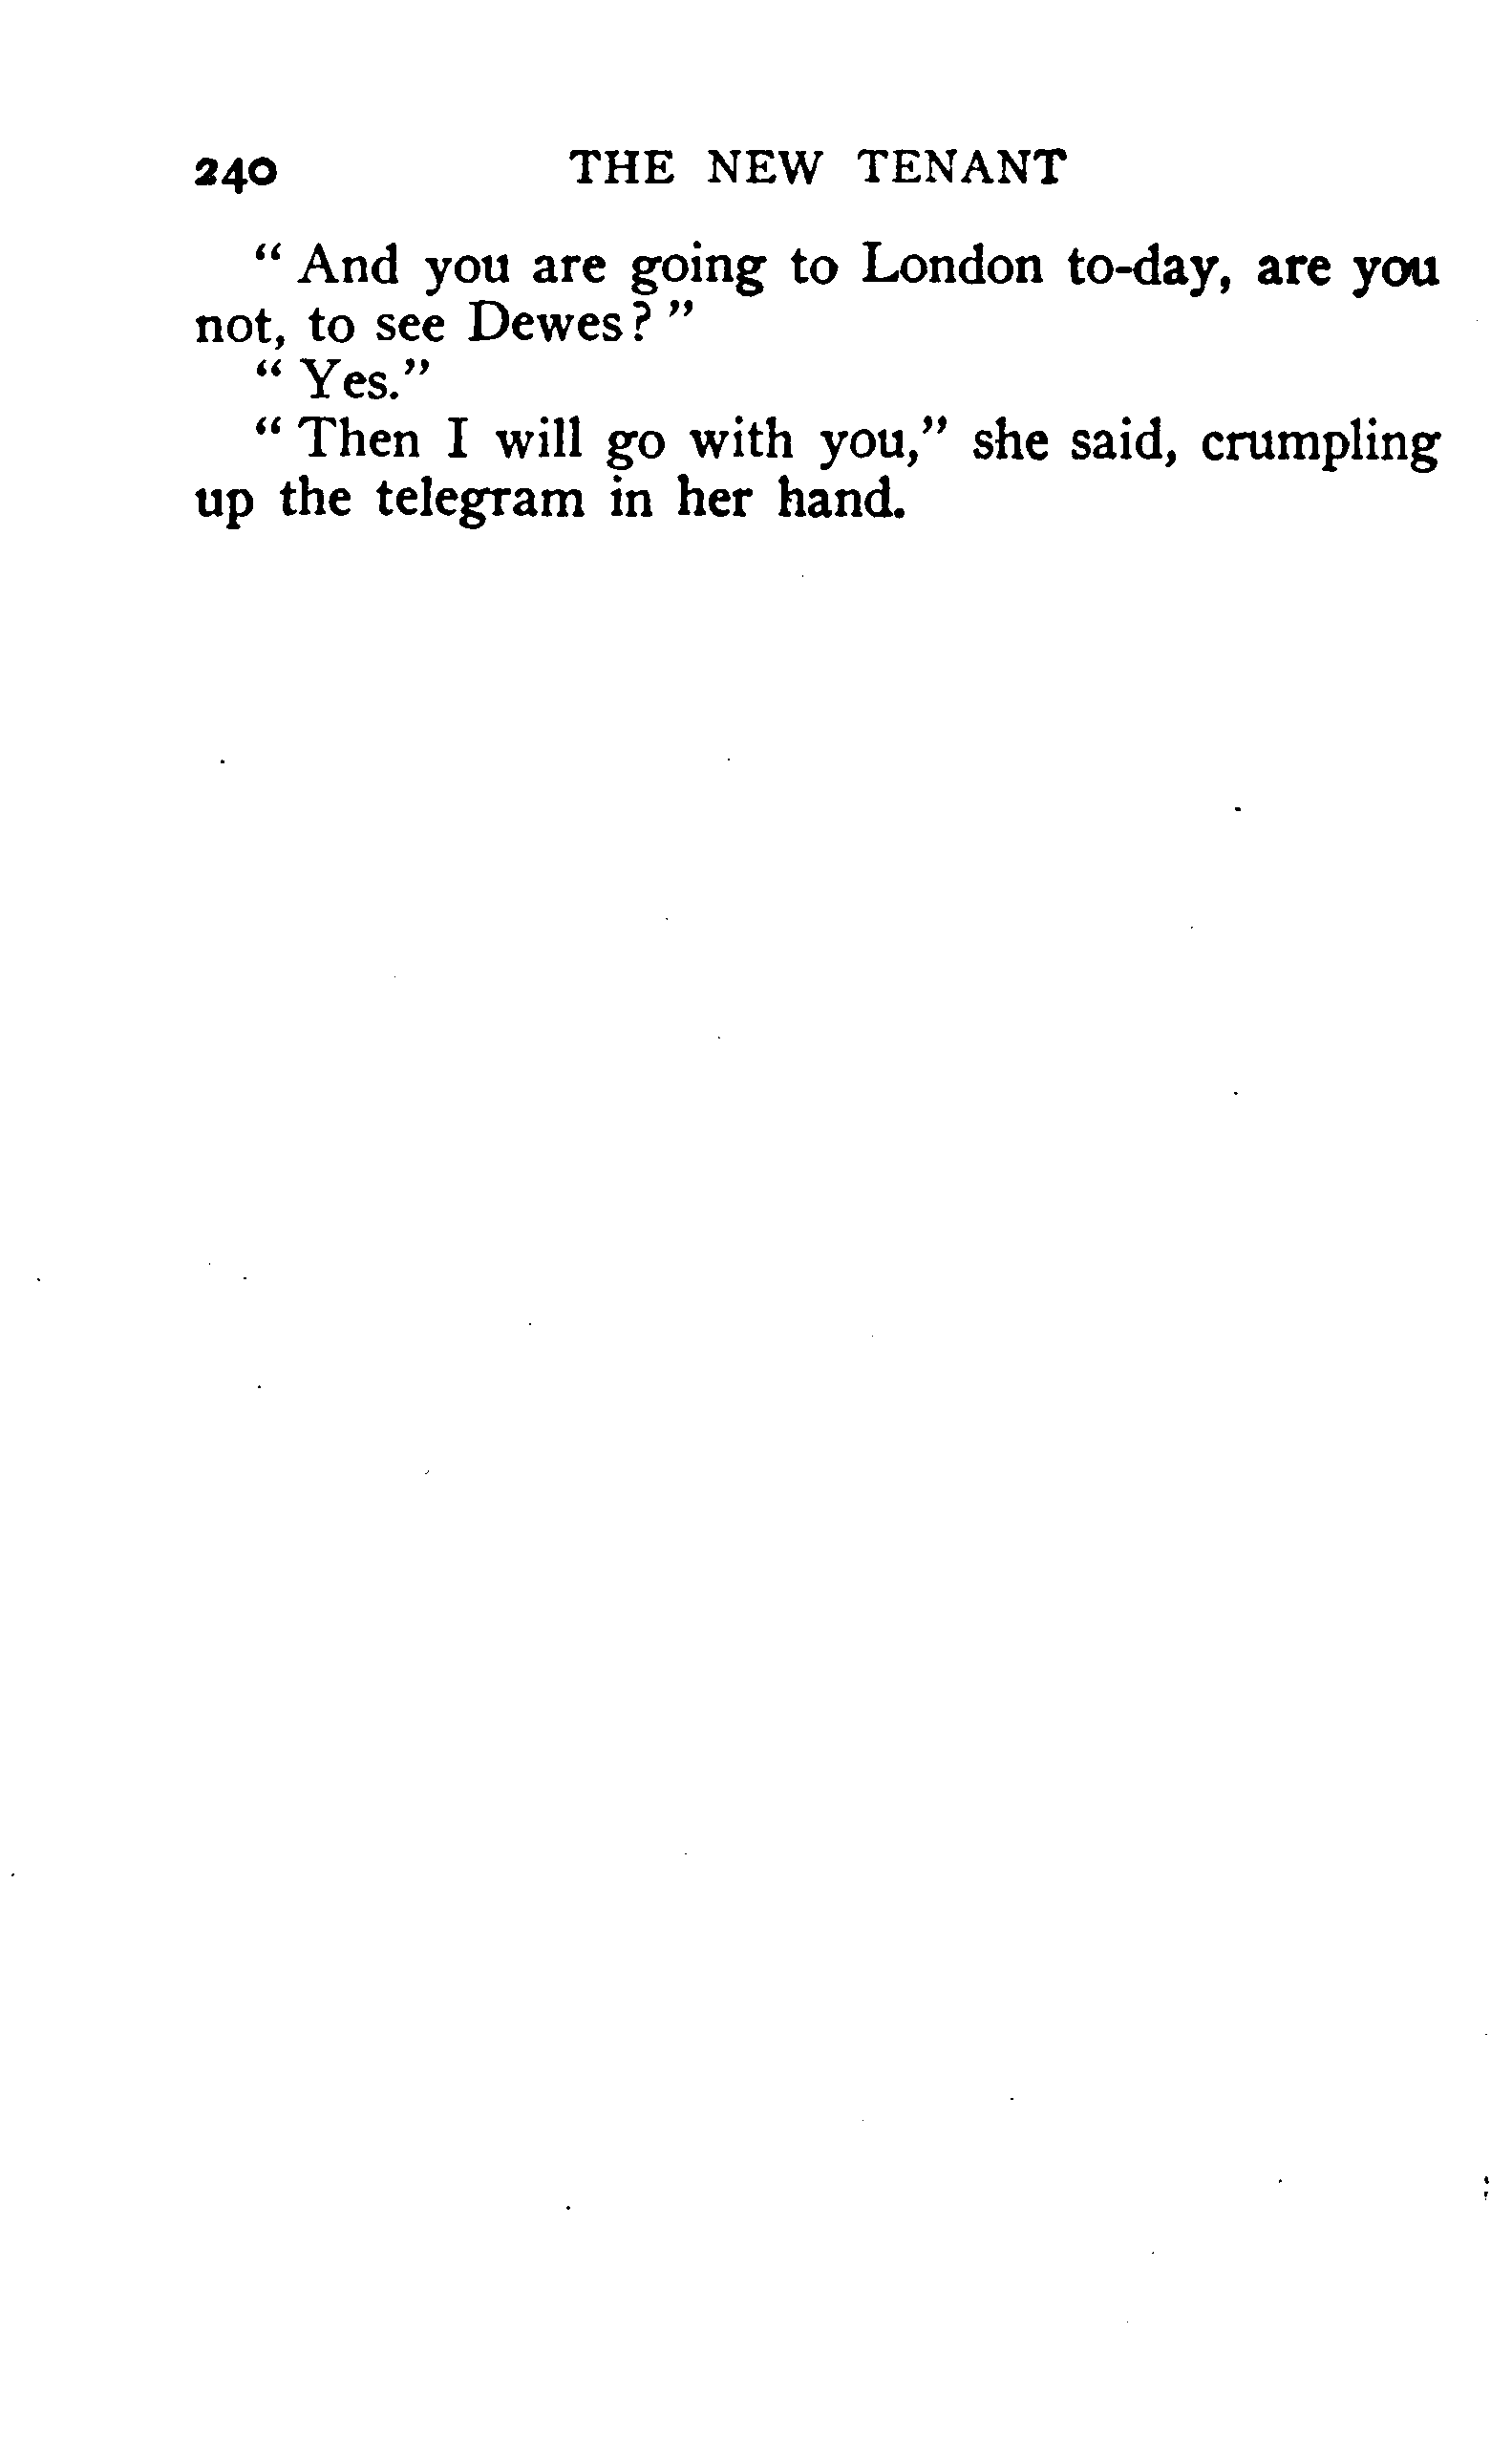 240 THE NEW TENANT
“ And you are going to London to-day, are you
not, to see Dewes? ”
“ Yes.”
“ Then I will go with you,” she said, crumpling
up the telegram in her hand.